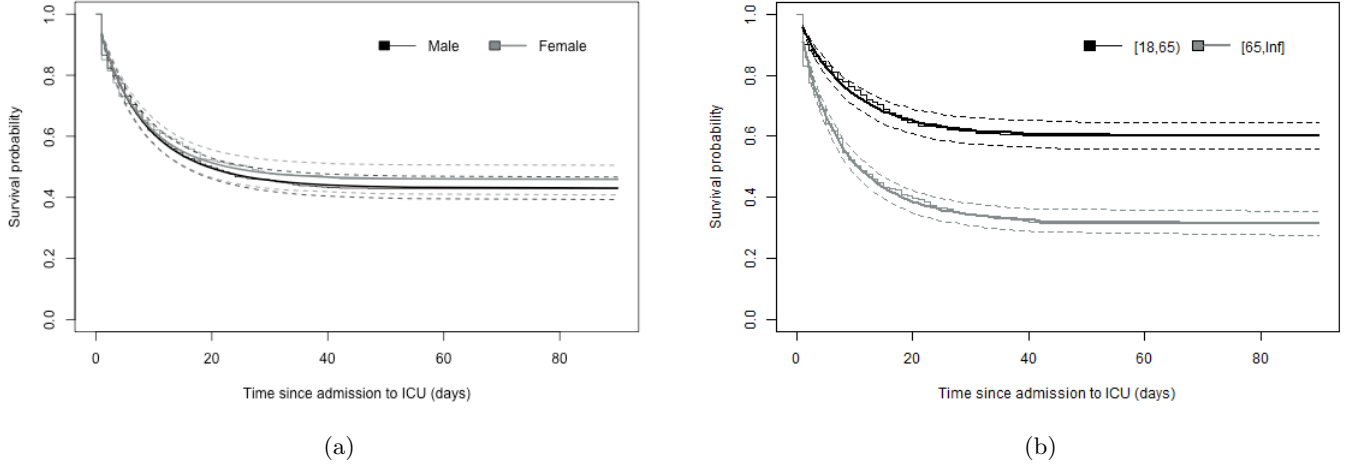 Male Female
Survival probability
0.0 0.2 0.4 0.6 0.8 1.0
0 20 40 60 80
Time since admission to ICU (days)
(a)
[18,65) [65,Inf]
Survival probability
0.0 0.2 0.4 0.6 0.8 1.0
0 20 40 60 80
Time since admission to ICU (days)
(b)